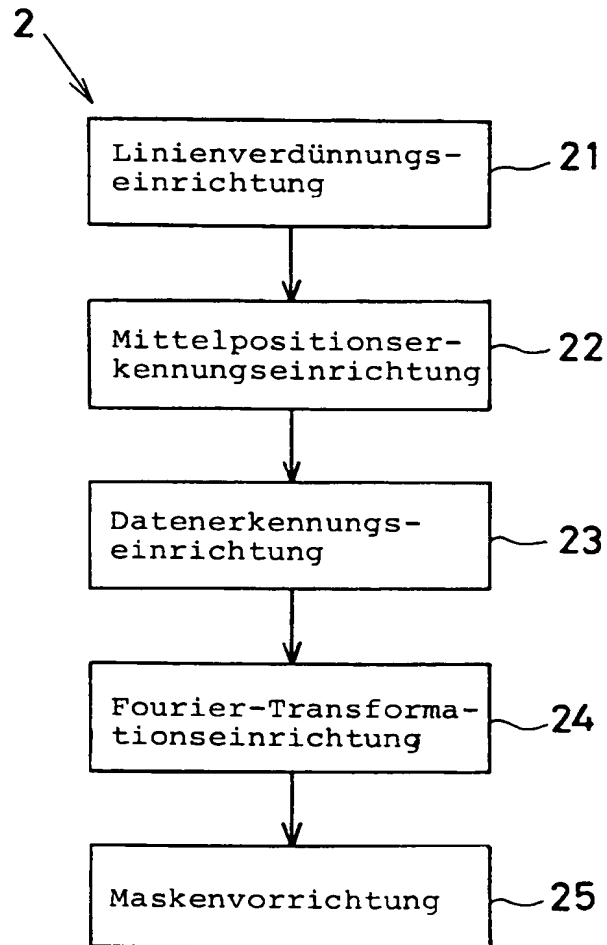 2
Linienverdünnungs-
einrichtung
21
Mittelpositionser-
kennungseinrichtung
22
Datenerkennungs-
einrichtung
23
Fourier-Transforma-
tionseinrichtung
24
Maskenvorrichtung
25